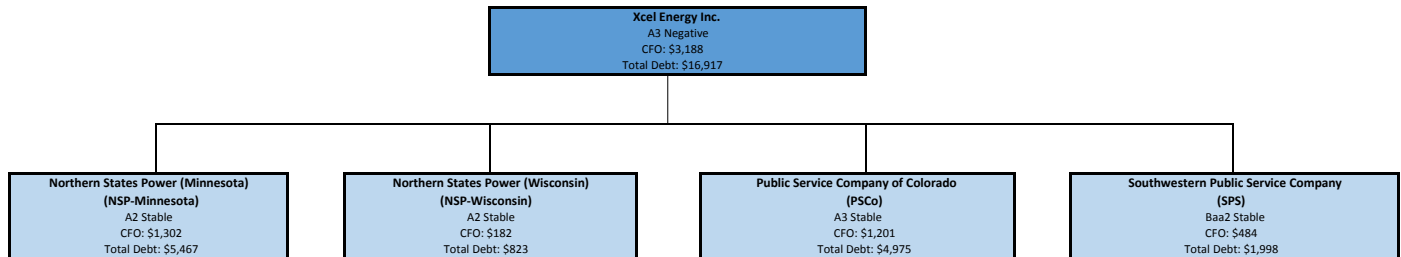 Xcel Energy Inc.
A3 Negative
CFO: $3,188
Total Debt: $16,917
Northern States Power (Minnesota)
(NSP-Minnesota)
A2 Stable
CFO: $1,302
Total Debt: $5,467
Northern States Power (Wisconsin)
(NSP-Wisconsin)
A2 Stable
CFO: $182
Total Debt: $823
Public Service Company of Colorado
(PSCo)
A3 Stable
CFO: $1,201
Total Debt: $4,975
Southwestern Public Service Company
(SPS)
Baa2 Stable
CFO: $484
Total Debt: $1,998